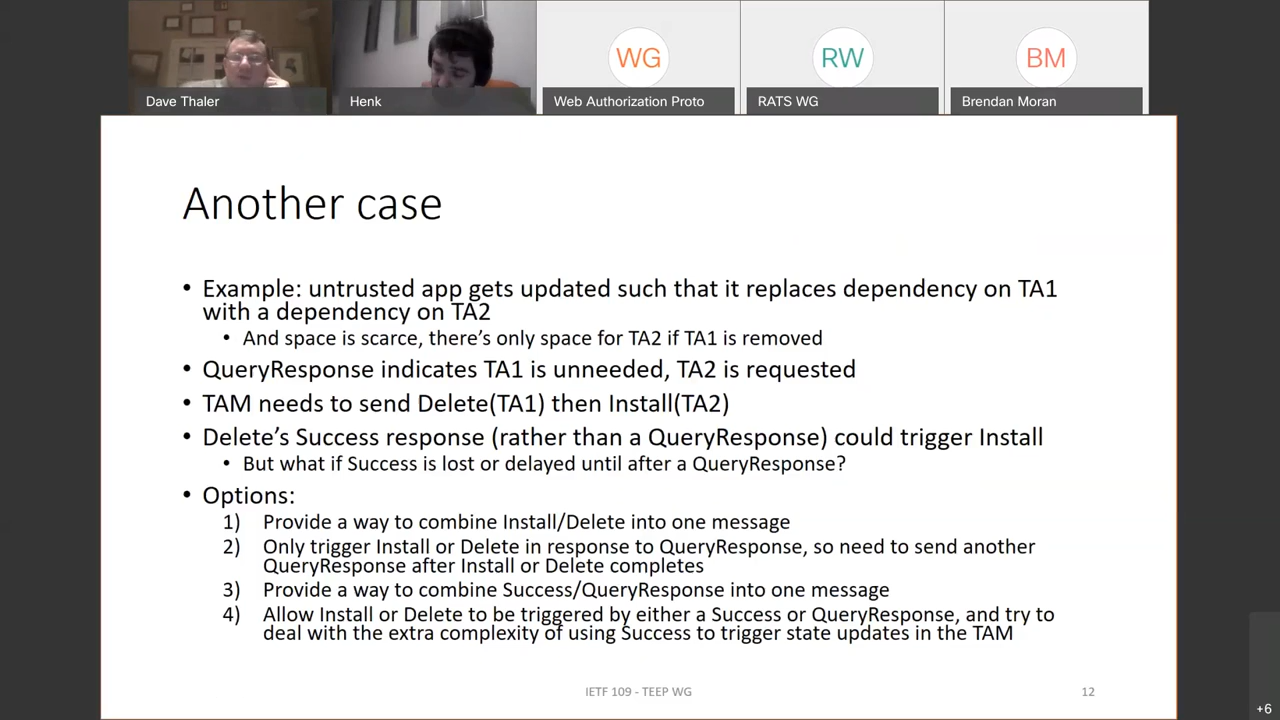 WG
RW
BM
Dave Thaler
Henk
Web Authorization Proto
RATS WG
Brendan Moran
Another case
• Example: untrusted app gets updated such that it replaces dependency on TA1
with a dependency on TA2
• And space is scarce, there's only space for TA2 if TA1 is removed
• QueryResponse indicates TA1 is unneeded, TA2 is requested
• TAM needs to send Delete(TA1) then Install(TA2)
• Delete's Success response (rather than a QueryResponse) could trigger Install
• But what if Success is lost or delayed until after a QueryResponse?
• Options:
1) Provide a way to combine Install/Delete into one message
2) Only trigger Install or Delete in response to QueryResponse, so need to send another
QueryResponse after Install or Delete completes
3) Provide a way to combine Success/QueryResponse into one message
4) Allow Install or Delete to be triggered by either a Success or QueryResponse, and try to
deal with the extra complexity of using Success to trigger state updates in the TAM
IETF 109 - TEEP WG
12
+6